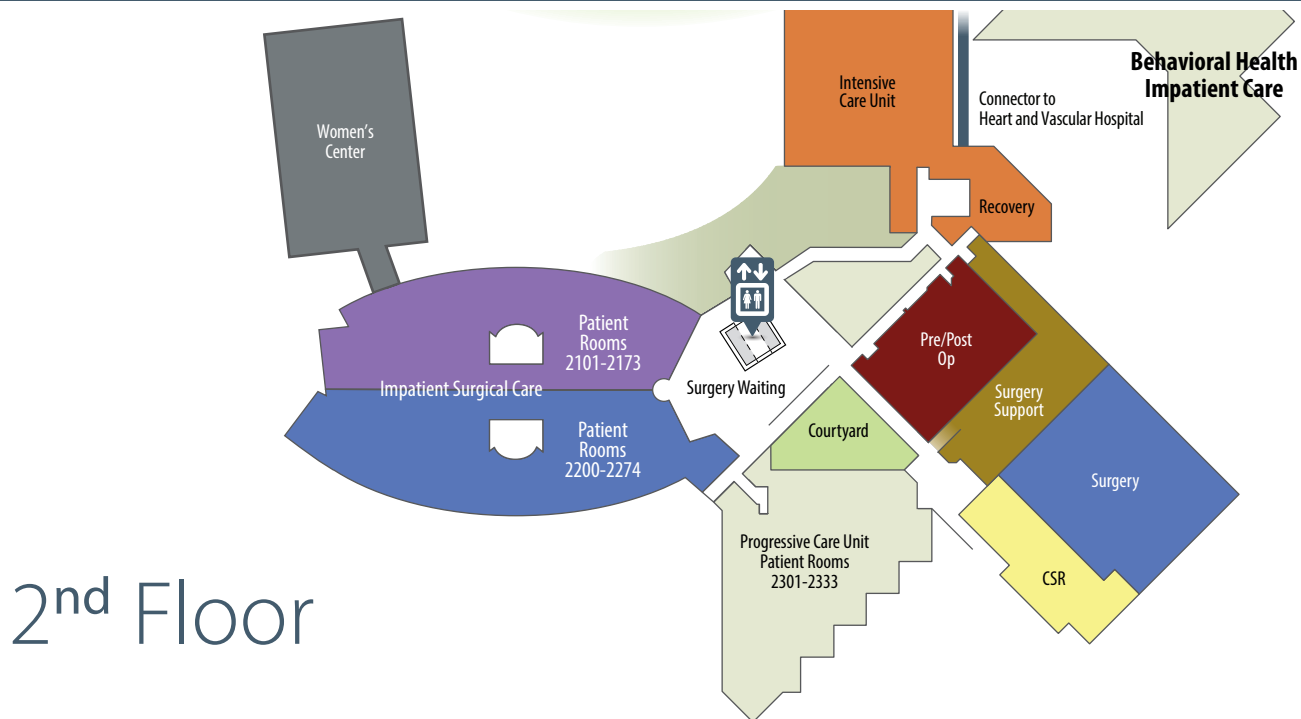 Behavioral Health
Impatient Care
Intensive
Care Unit
Connector to
Heart and Vascular Hospital
Women's
Center
Recovery
Patient
Rooms
2101-2173
Pre/Post
Op
Impatient Surgical Care
Surgery Waiting
Surgery
Support
Patient
Rooms
2200-2274
Courtyard
Surgery
Progressive Care Unit
Patient Rooms
2301-2333
CSR
2nd Floor